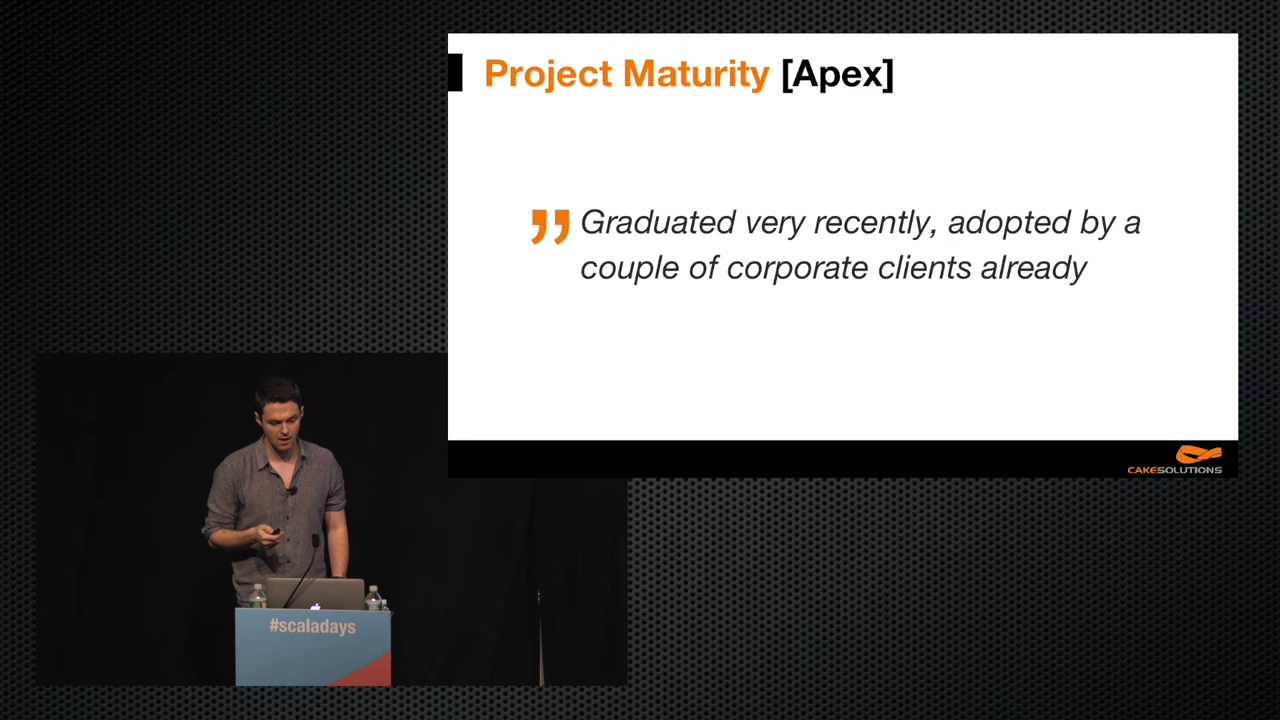 Project Maturity [Apex]
" Graduated very recently, adopted by a
couple of corporate clients already
CAKESOLUTIONS
#scaladays